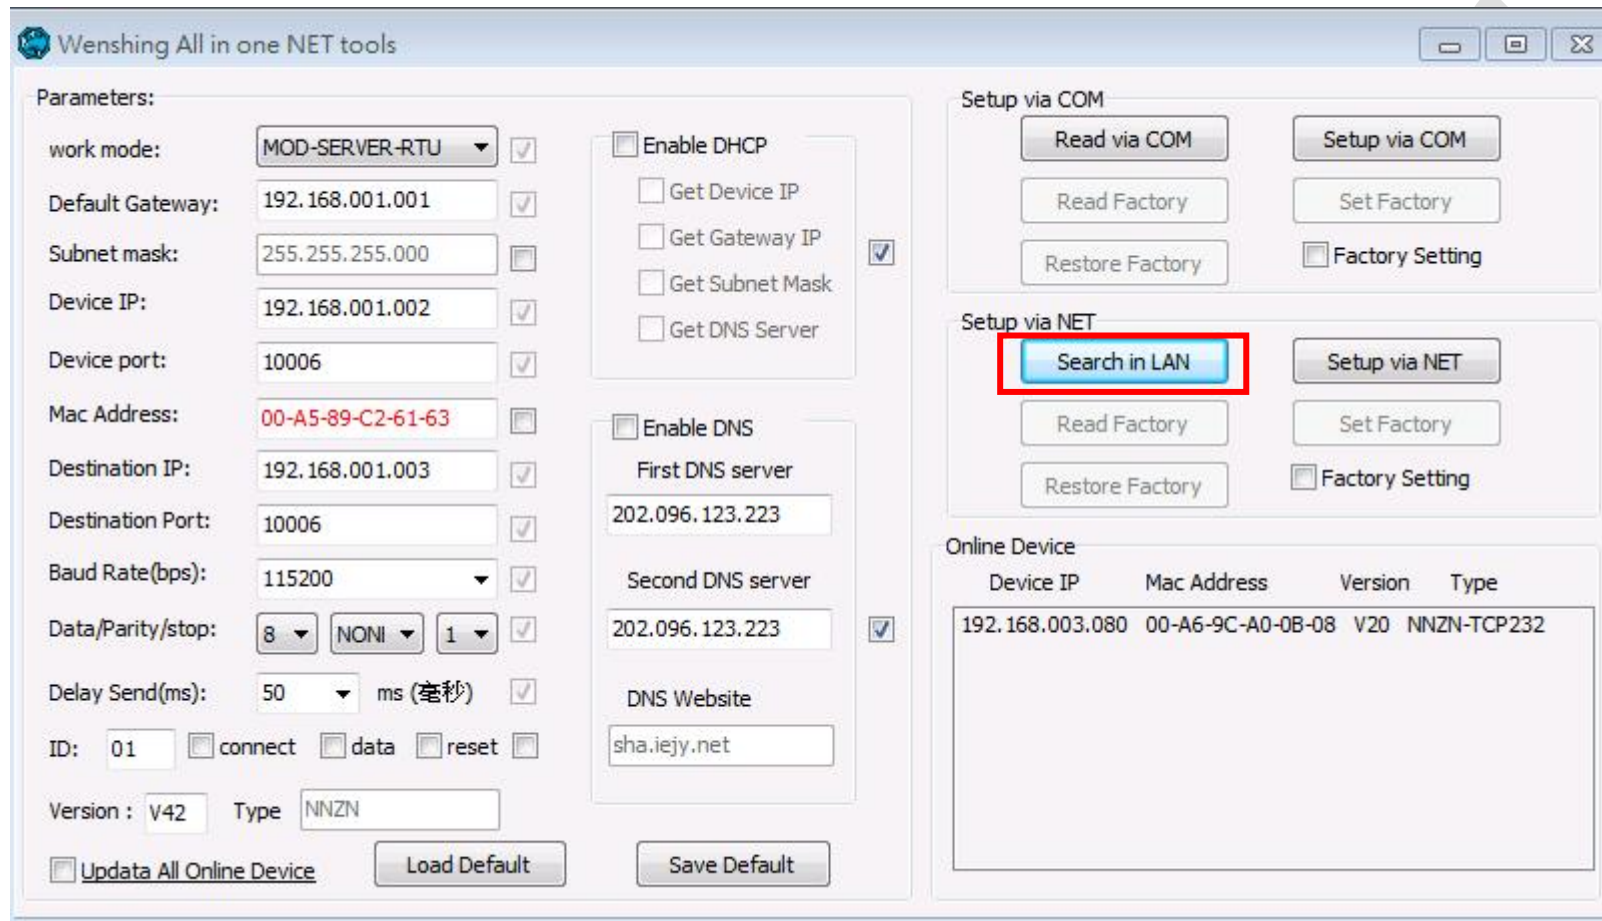 Wenshing All in one NET tools
Parameters:
work mode: MOD-SERVER-RTU
Default Gateway: 192.168.001.001
Subnet mask: 255.255.255.000
Device IP: 192.168.001.002
Device port: 10006
Mac Address: 00-A5-89-C2-61-63
Destination IP: 192.168.001.003
Destination Port: 10006
Baud Rate(bps): 115200
Data/Parity/stop: 8 NONI 1
Delay Send(ms): 50 ms (毫秒)
ID: 01 connect data reset
Version : V42 Type NNZN
Updata All Online Device Load Default Save Default
Enable DHCP
Get Device IP
Get Gateway IP
Get Subnet Mask
Get DNS Server
Enable DNS
First DNS server
202.096.123.223
Second DNS server
202.096.123.223
DNS Website
sha.iejy.net
Setup via COM
Read via COM Setup via COM
Read Factory Set Factory
Restore Factory Factory Setting
Setup via NET
Search in LAN Setup via NET
Read Factory Set Factory
Restore Factory Factory Setting
Online Device
Device IP Mac Address Version Type
192.168.003.080 00-A6-9C-A0-0B-08 V20 NNZN-TCP232